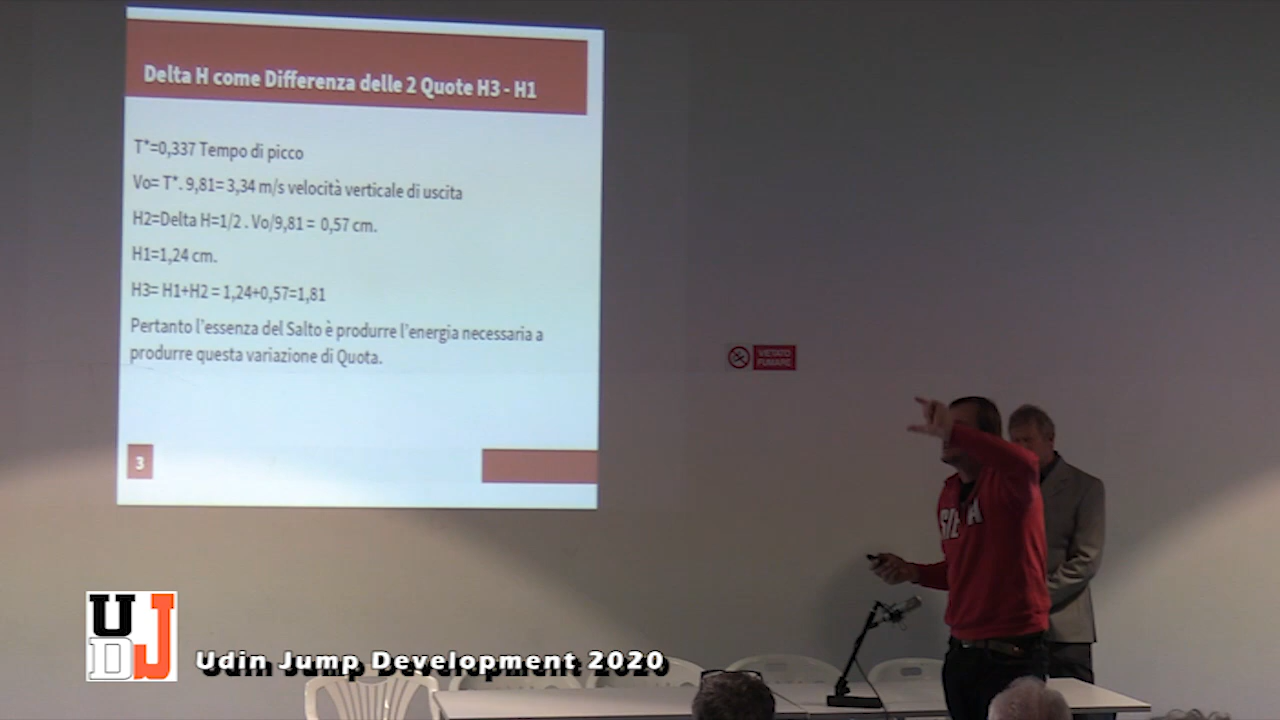 Delta H come Differenza delle 2 Quote H3 - H1
T*=0,337 Tempo di picco
Vo= T*. 9,81= 3,34 m/s velocità verticale di uscita
H2=Delta H=1/2 . Vo/9,81 = 0,57 cm.
H1=1,24 cm.
H3= H1+H2 = 1,24+0,57=1,81
Pertanto l'essenza del Salto è produrre l'energia necessaria a
produrre questa variazione di Quota.
3
VIETATO
FUMARE
UDJ
Udin Jump Development 2020